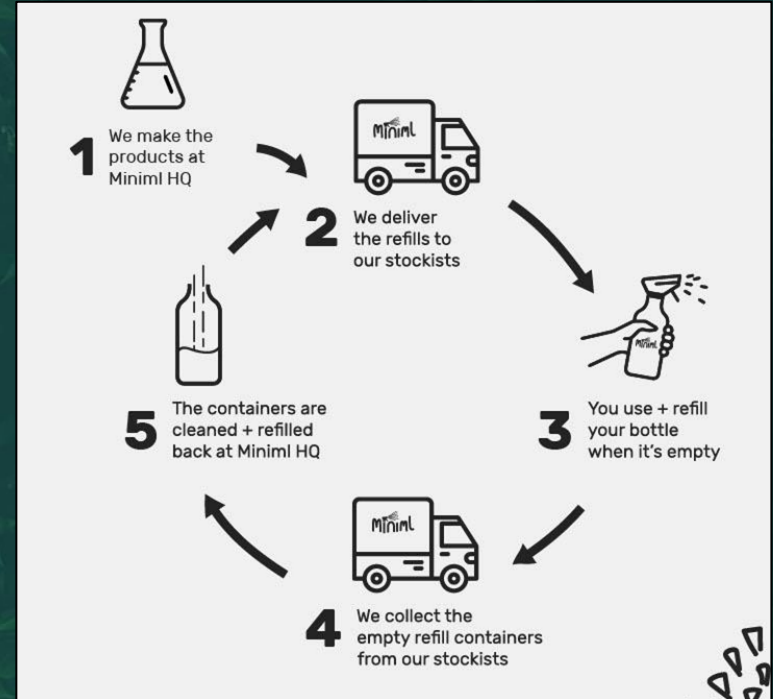 1
We make the
products at
Miniml HQ
Miniml
2
We deliver
the refills to
our stockists
Miniml
3
You use + refill
your bottle
when it's empty
Miniml
4
We collect the
empty refill containers
from our stockists
5
The containers are
cleaned + refilled
back at Miniml HQ